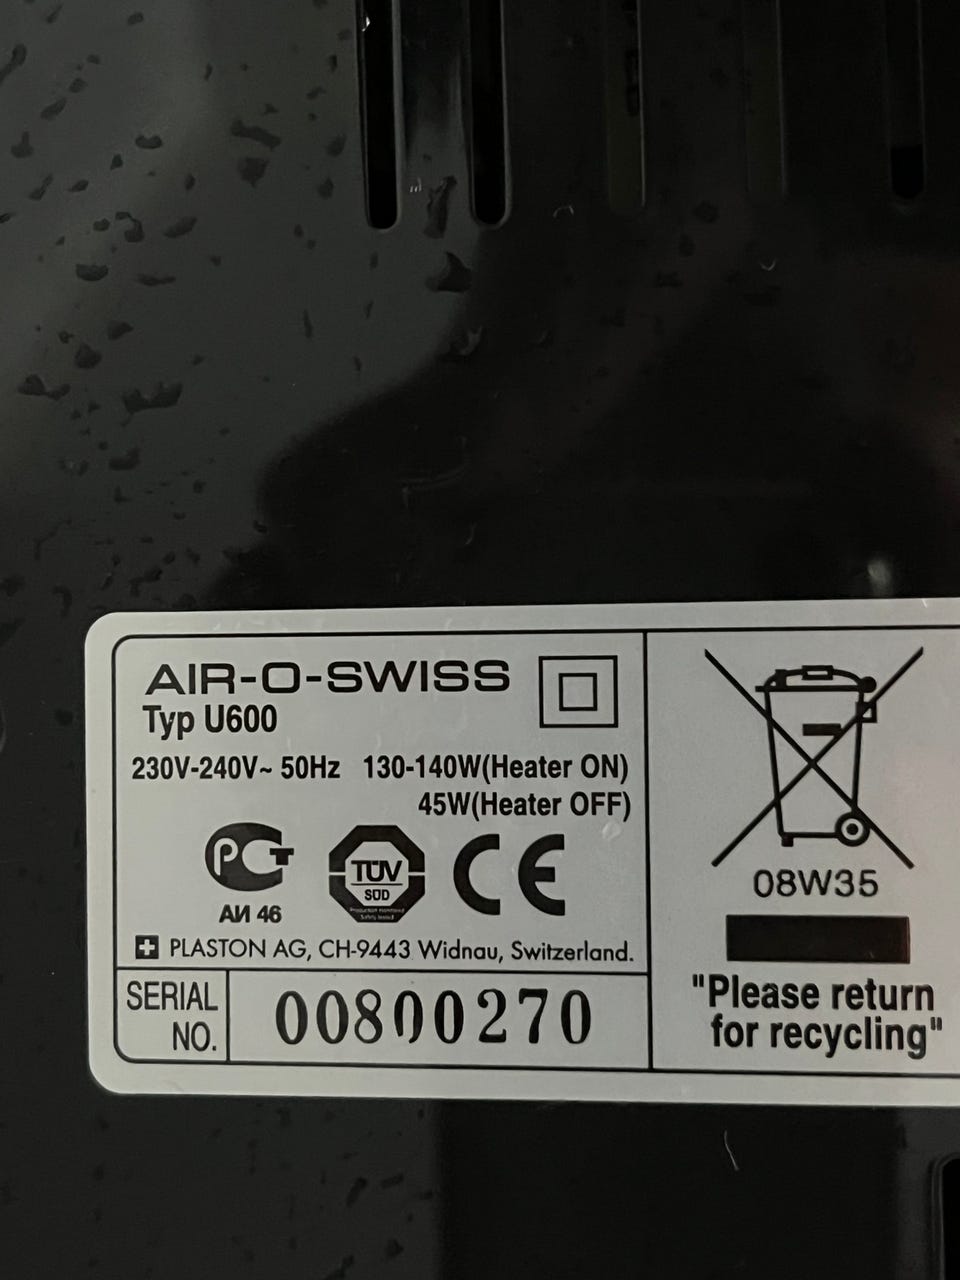 AIR-O-SWISS
Typ U600
230V-240V~ 50Hz 130-140W(Heater ON)
45W(Heater OFF)
РСТ
TÜV
SÜD
CE
АИ 46
PLASTON AG, CH-9443 Widnau, Switzerland.
SERIAL
NO.
00800270
08W35
"Please return
for recycling"